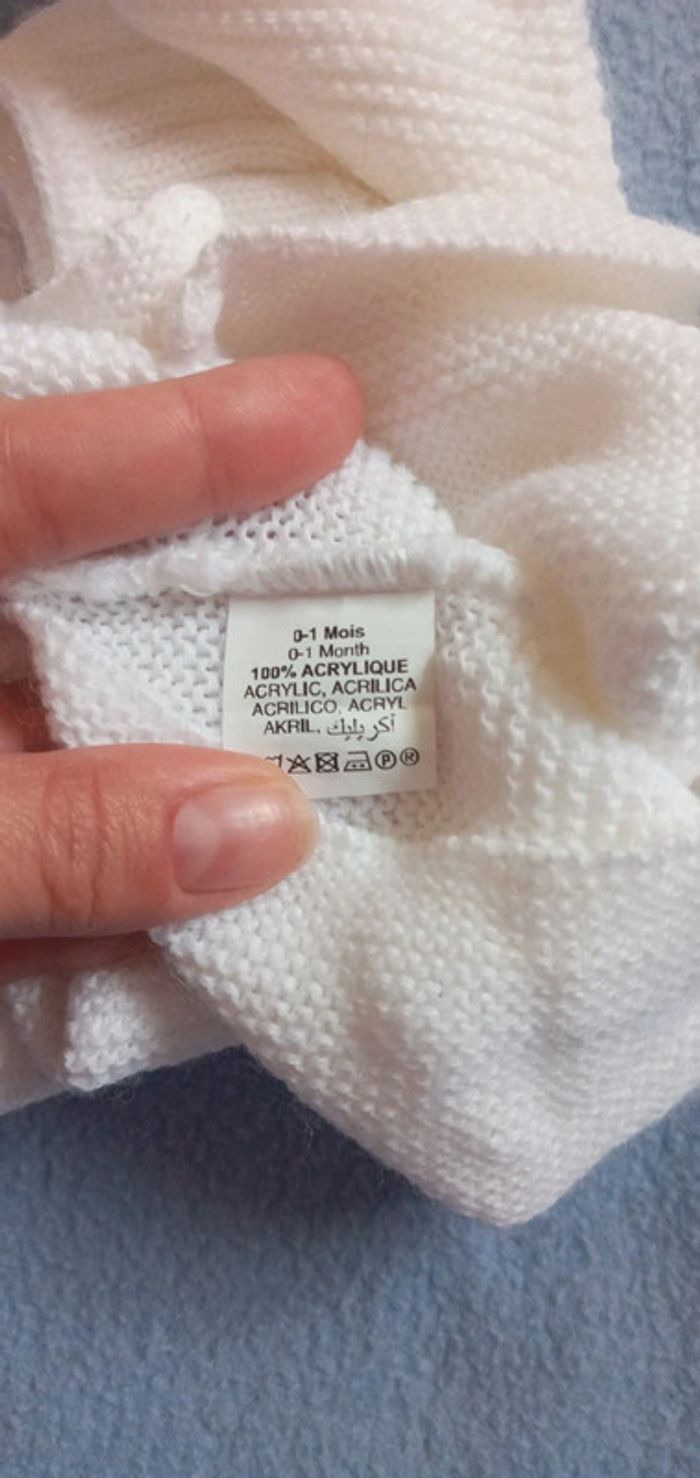 0-1 Mois
0-1 Month
100% ACRYLIQUE
ACRYLIC, ACRILICA
ACRILICO, ACRYL
AKRIL, أكريليك
P R